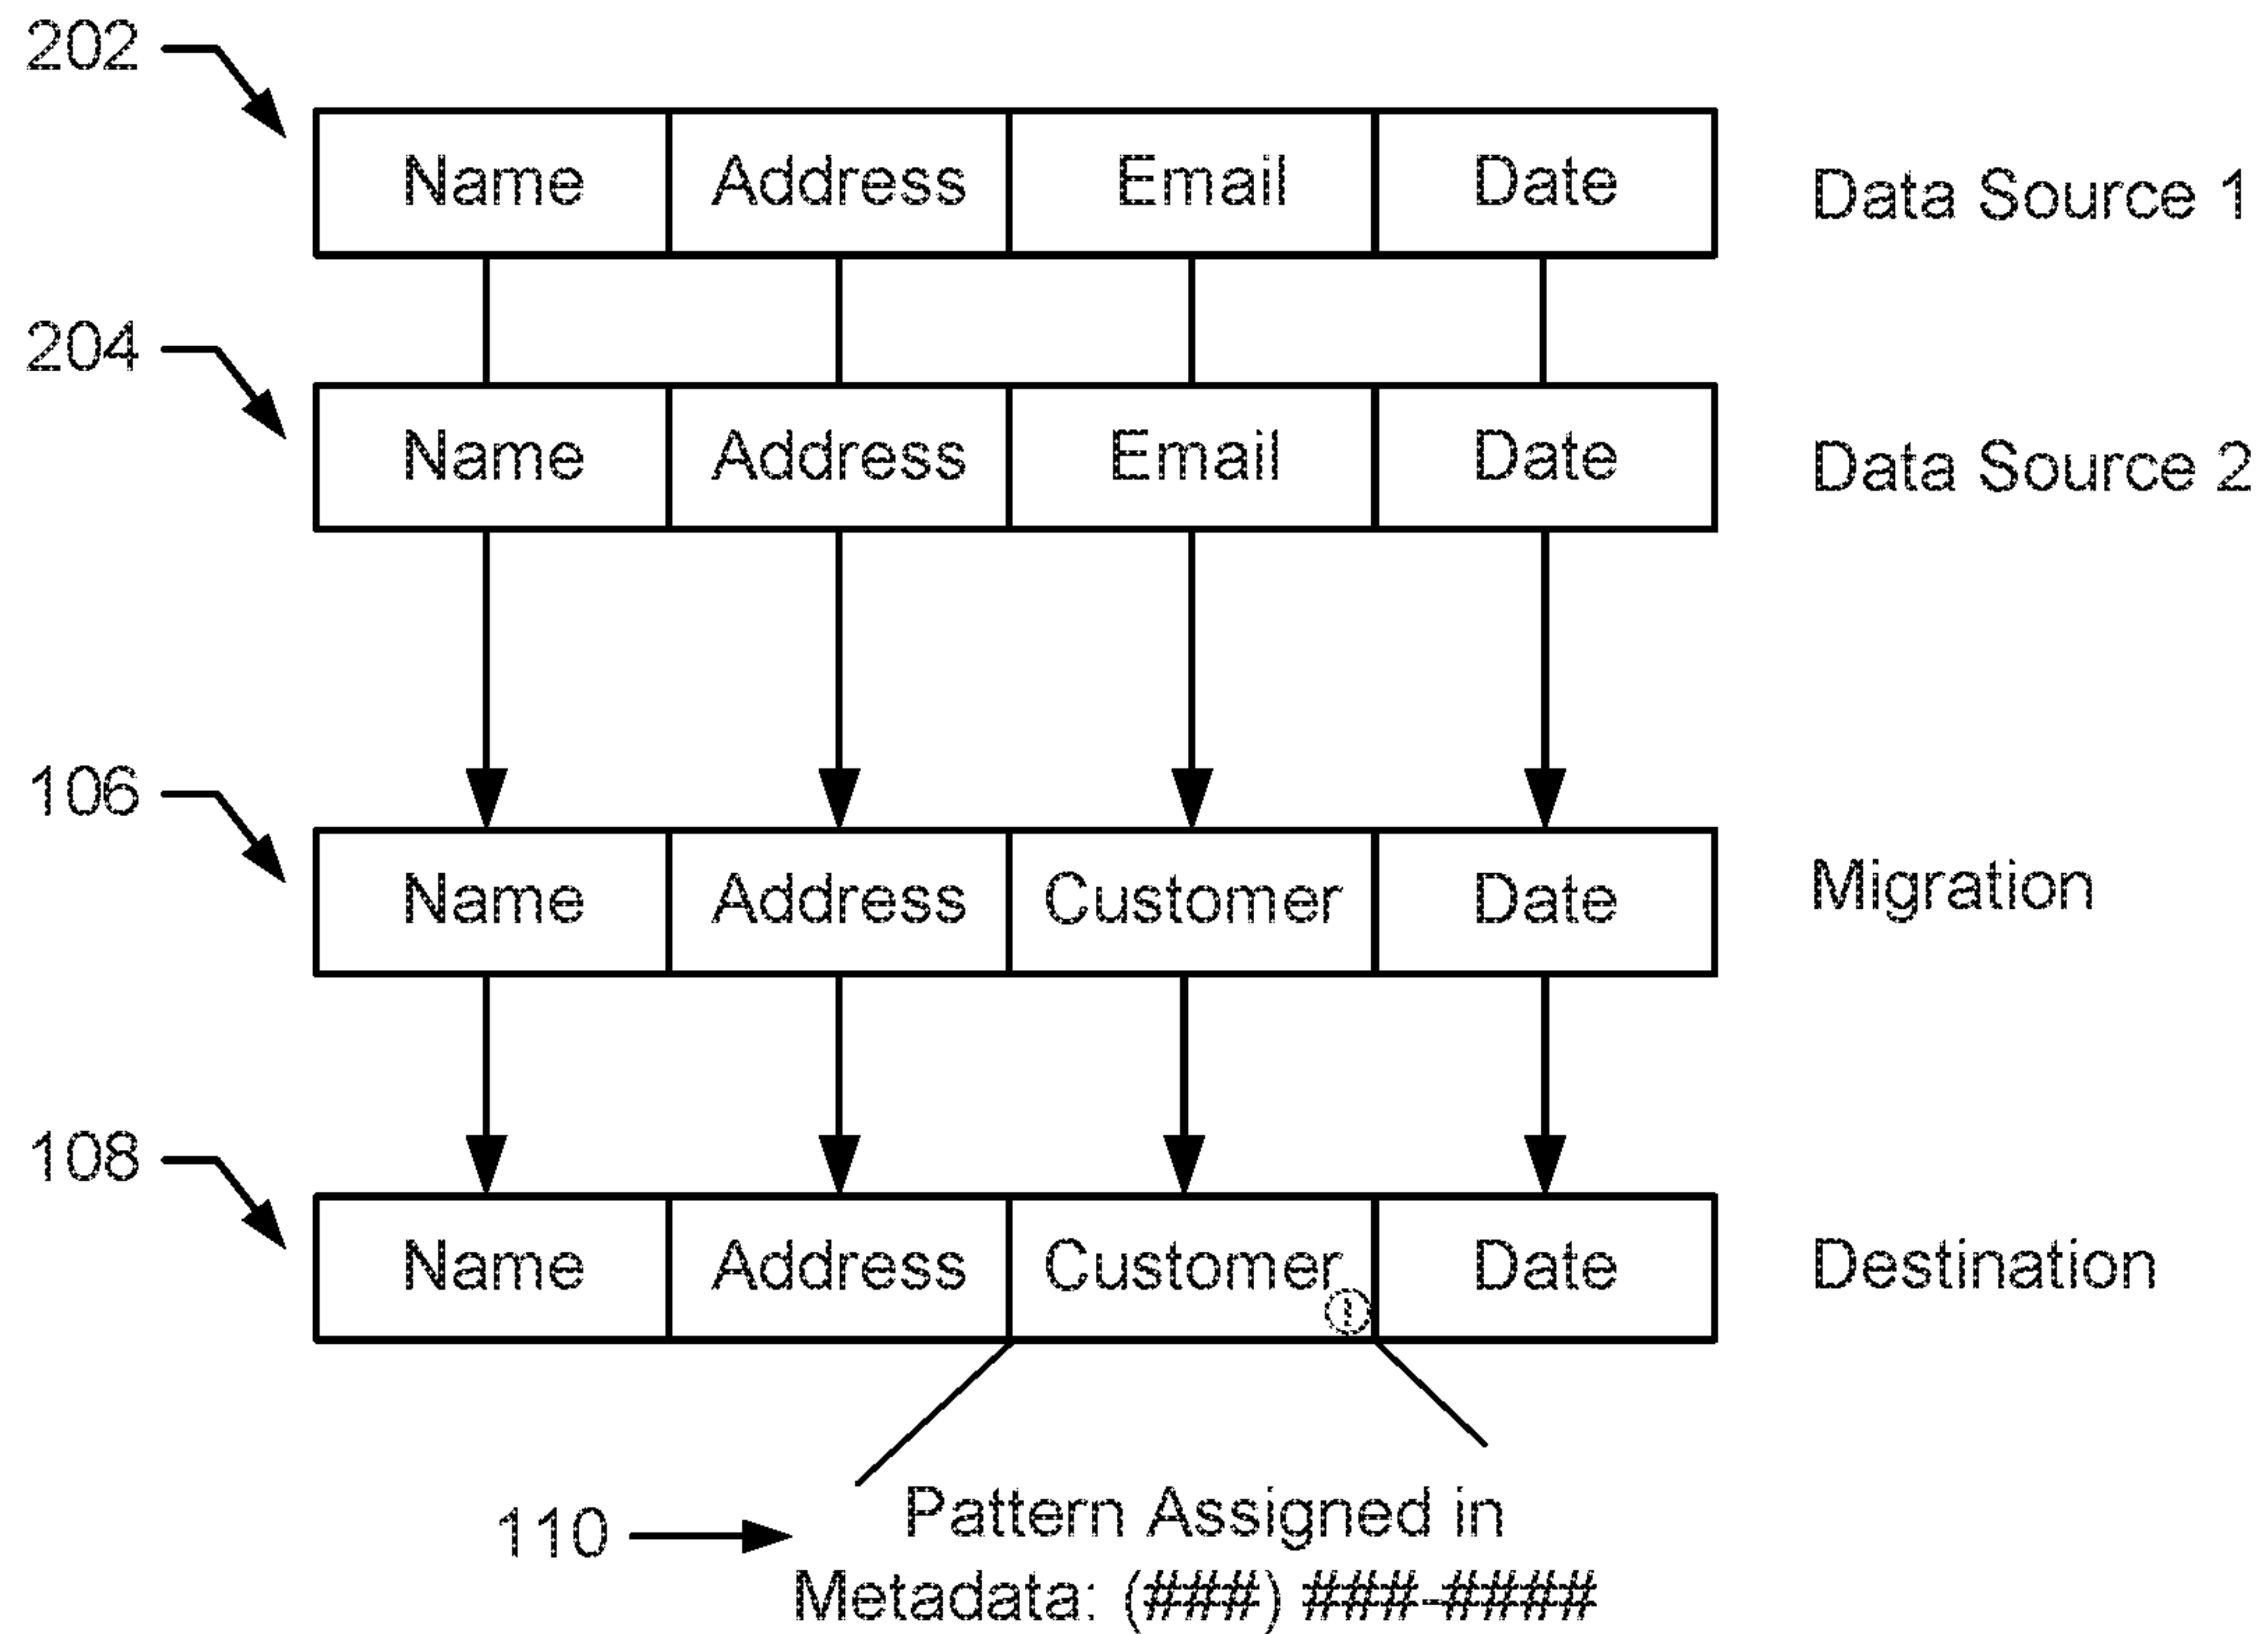 202
Name Address Email Date Data Source 1
204
Name Address Email Date Data Source 2
106
Name Address Customer Date Migration
108
Name Address Customer Date Destination
!
110 Pattern Assigned in
Metadata: (###) ###-####